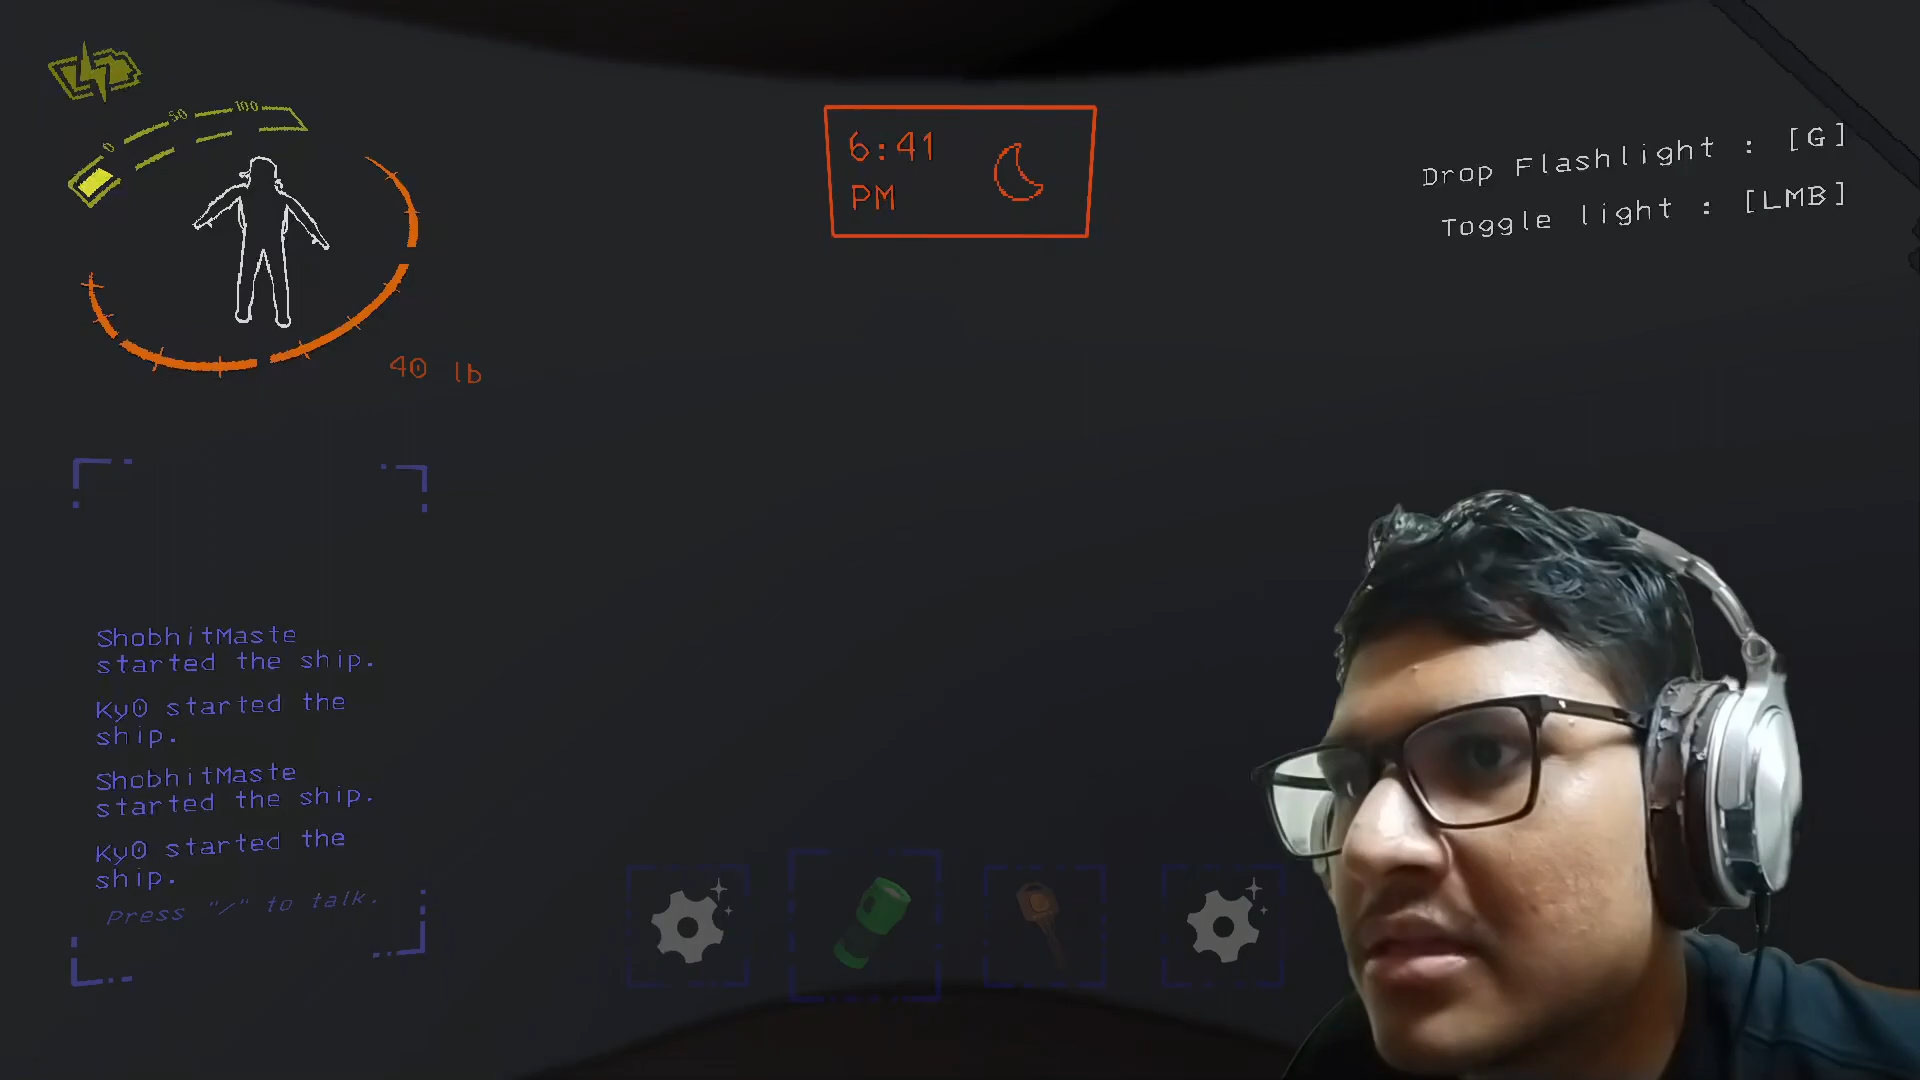 0 50 100
6:41
PM
Drop Flashlight : [G]
Toggle light : [LMB]
40 lb
ShobhitMaste
started the ship.
Ky0 started the
ship.
ShobhitMaste
started the ship.
Ky0 started the
ship.
Press "/" to talk.